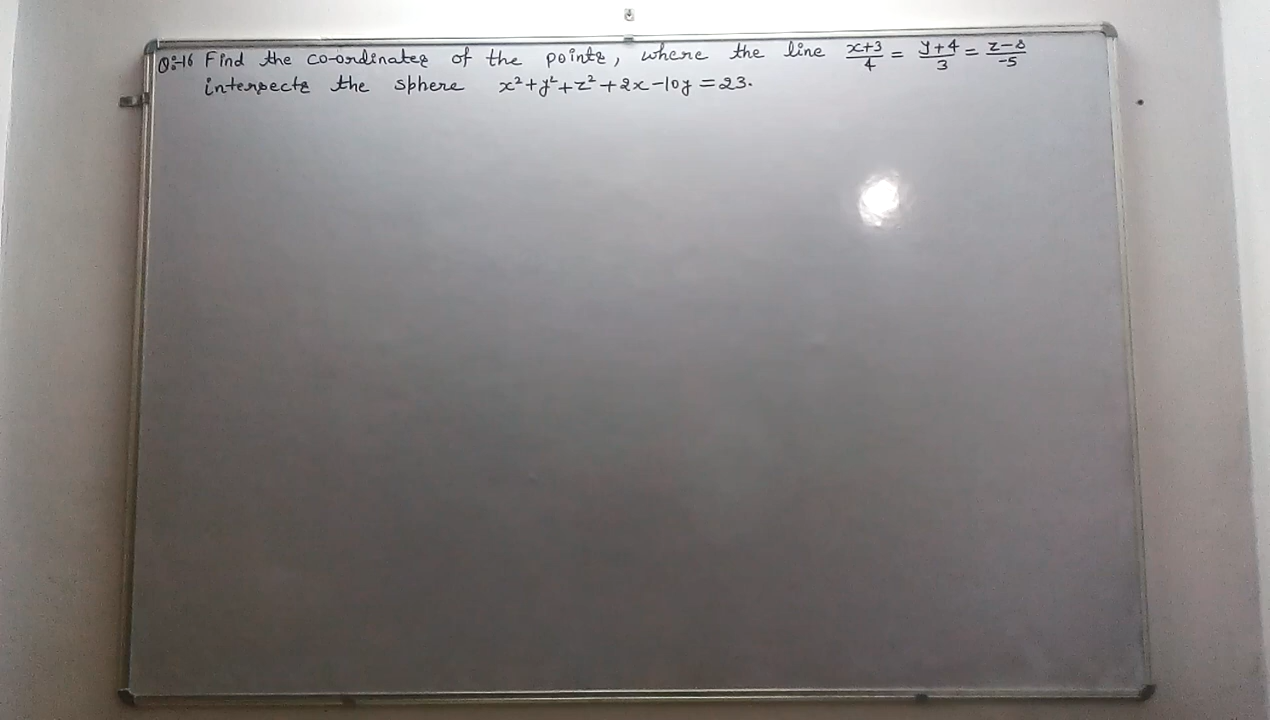 Q:-16 Find the co-ordinates of the points, where the line (x+3)/4 = (y+4)/3 = (z-8)/-5
intersects the sphere x²+y²+z²+2x-10y=23.